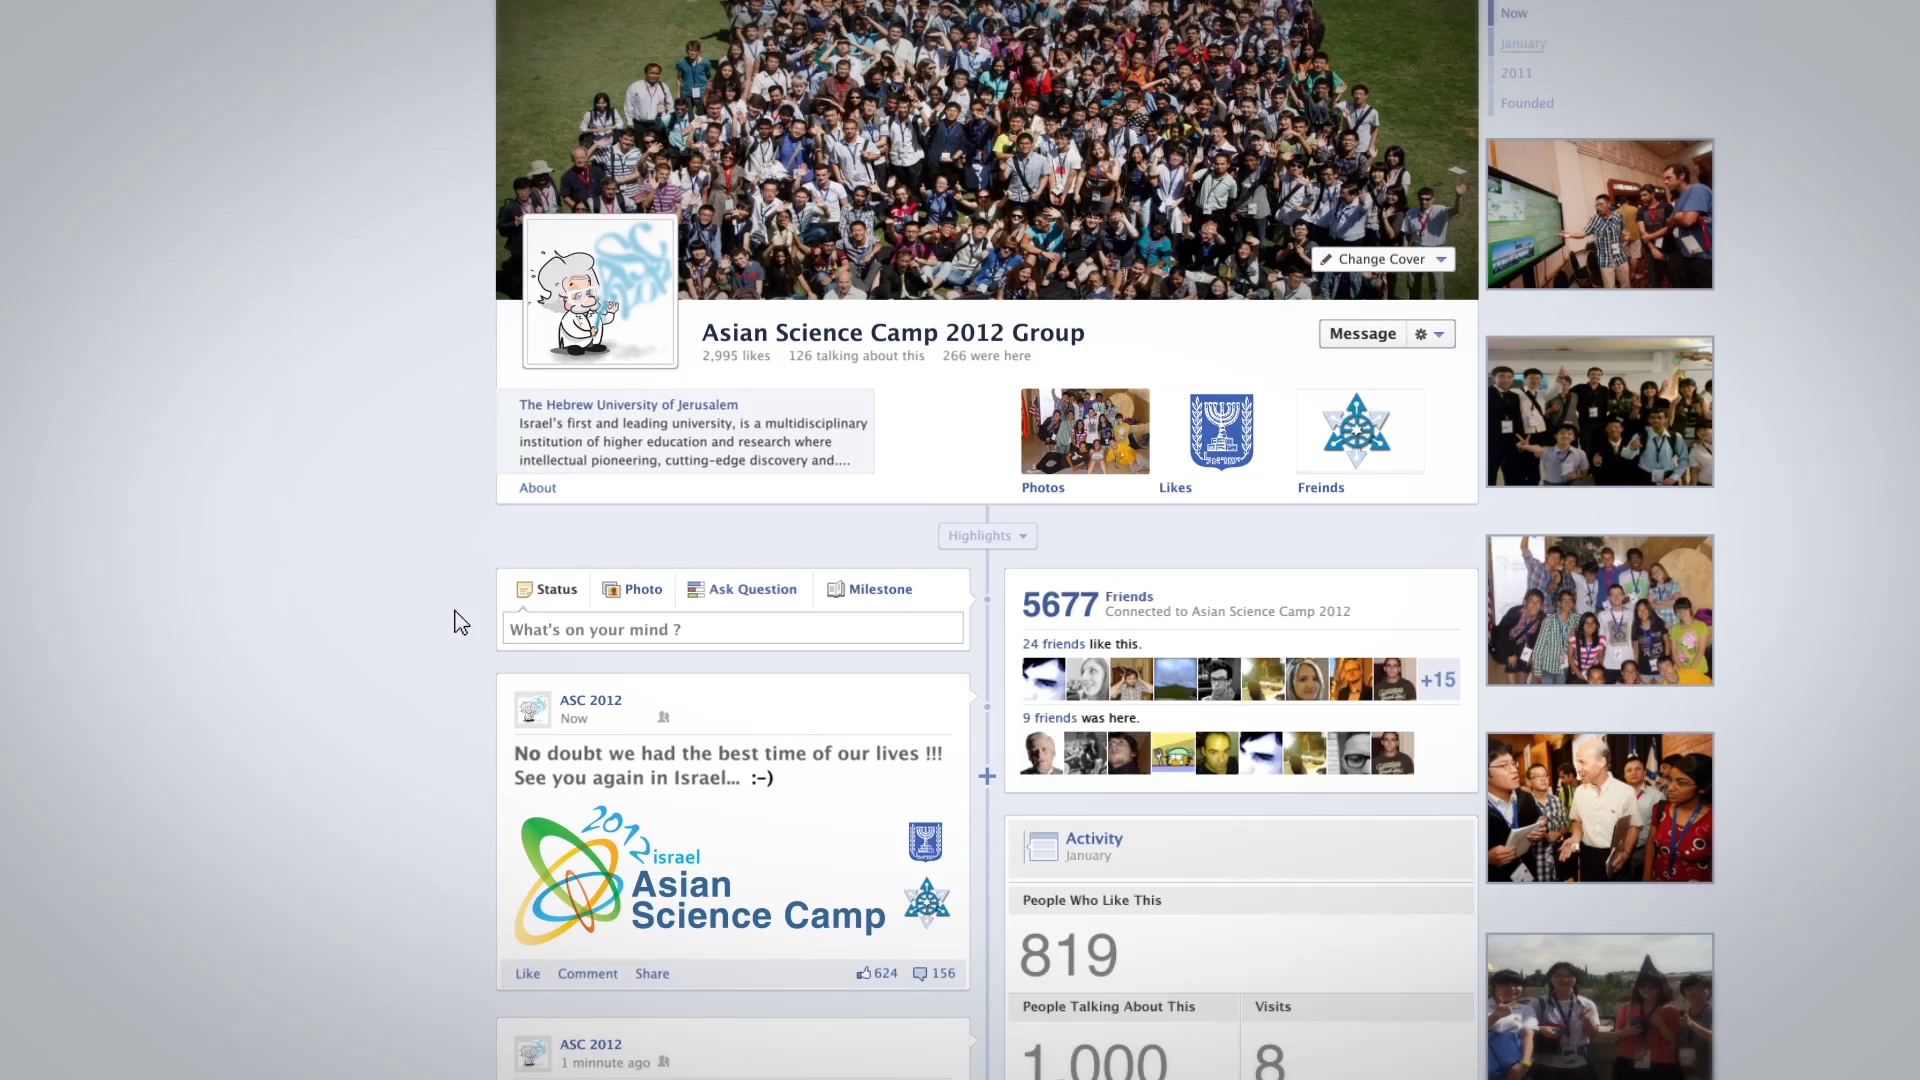 Now
January
2011
Founded
Change Cover
Asian Science Camp 2012 Group
2,995 likes 126 talking about this 266 were here
Message
The Hebrew University of Jerusalem
Israel's first and leading university, is a multidisciplinary
institution of higher education and research where
intellectual pioneering, cutting-edge discovery and....
About
Photos
Likes
Freinds
Highlights
Status Photo Ask Question Milestone
What's on your mind ?
ASC 2012
Now
No doubt we had the best time of our lives !!!
See you again in Israel... :-)
2012
israel
Asian
Science Camp
Like Comment Share 624 156
ASC 2012
1 minnute ago
5677 Friends
Connected to Asian Science Camp 2012
24 friends like this.
+15
9 friends was here.
Activity
January
People Who Like This
819
People Talking About This
1,000
Visits
8